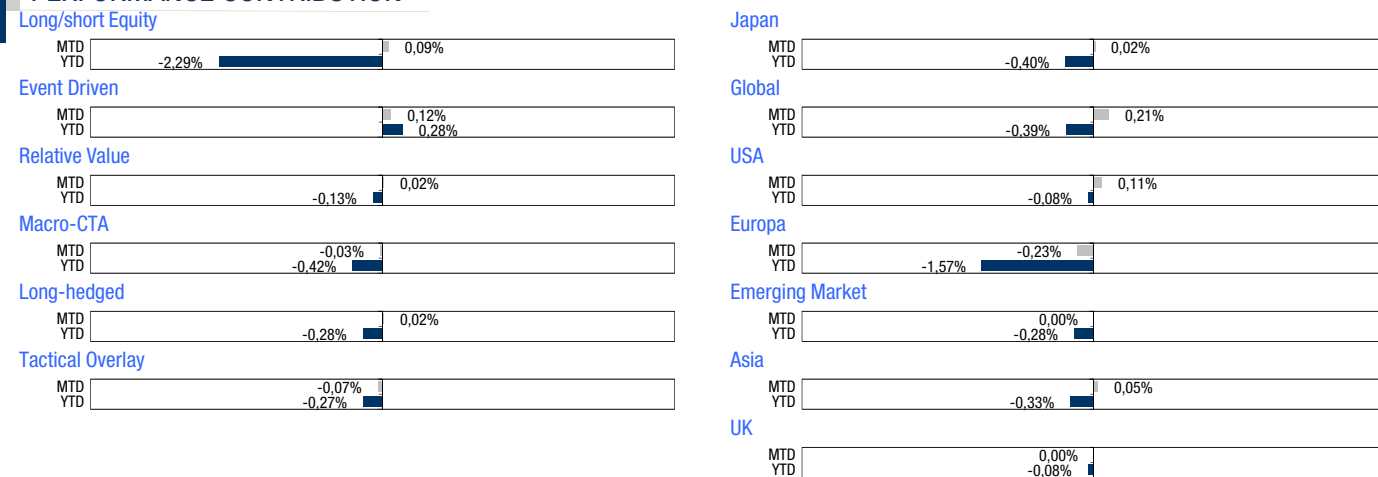 PERFORMANCE CONTRIBUTION
Long/short Equity
MTD 0,09%
YTD -2,29%
Event Driven
MTD 0,12%
YTD 0,28%
Relative Value
MTD 0,02%
YTD -0,13%
Macro-CTA
MTD -0,03%
YTD -0,42%
Long-hedged
MTD 0,02%
YTD -0,28%
Tactical Overlay
MTD -0,07%
YTD -0,27%
Japan
MTD 0,02%
YTD -0,40%
Global
MTD 0,21%
YTD -0,39%
USA
MTD 0,11%
YTD -0,08%
Europa
MTD -0,23%
YTD -1,57%
Emerging Market
MTD 0,00%
YTD -0,28%
Asia
MTD 0,05%
YTD -0,33%
UK
MTD 0,00%
YTD -0,08%